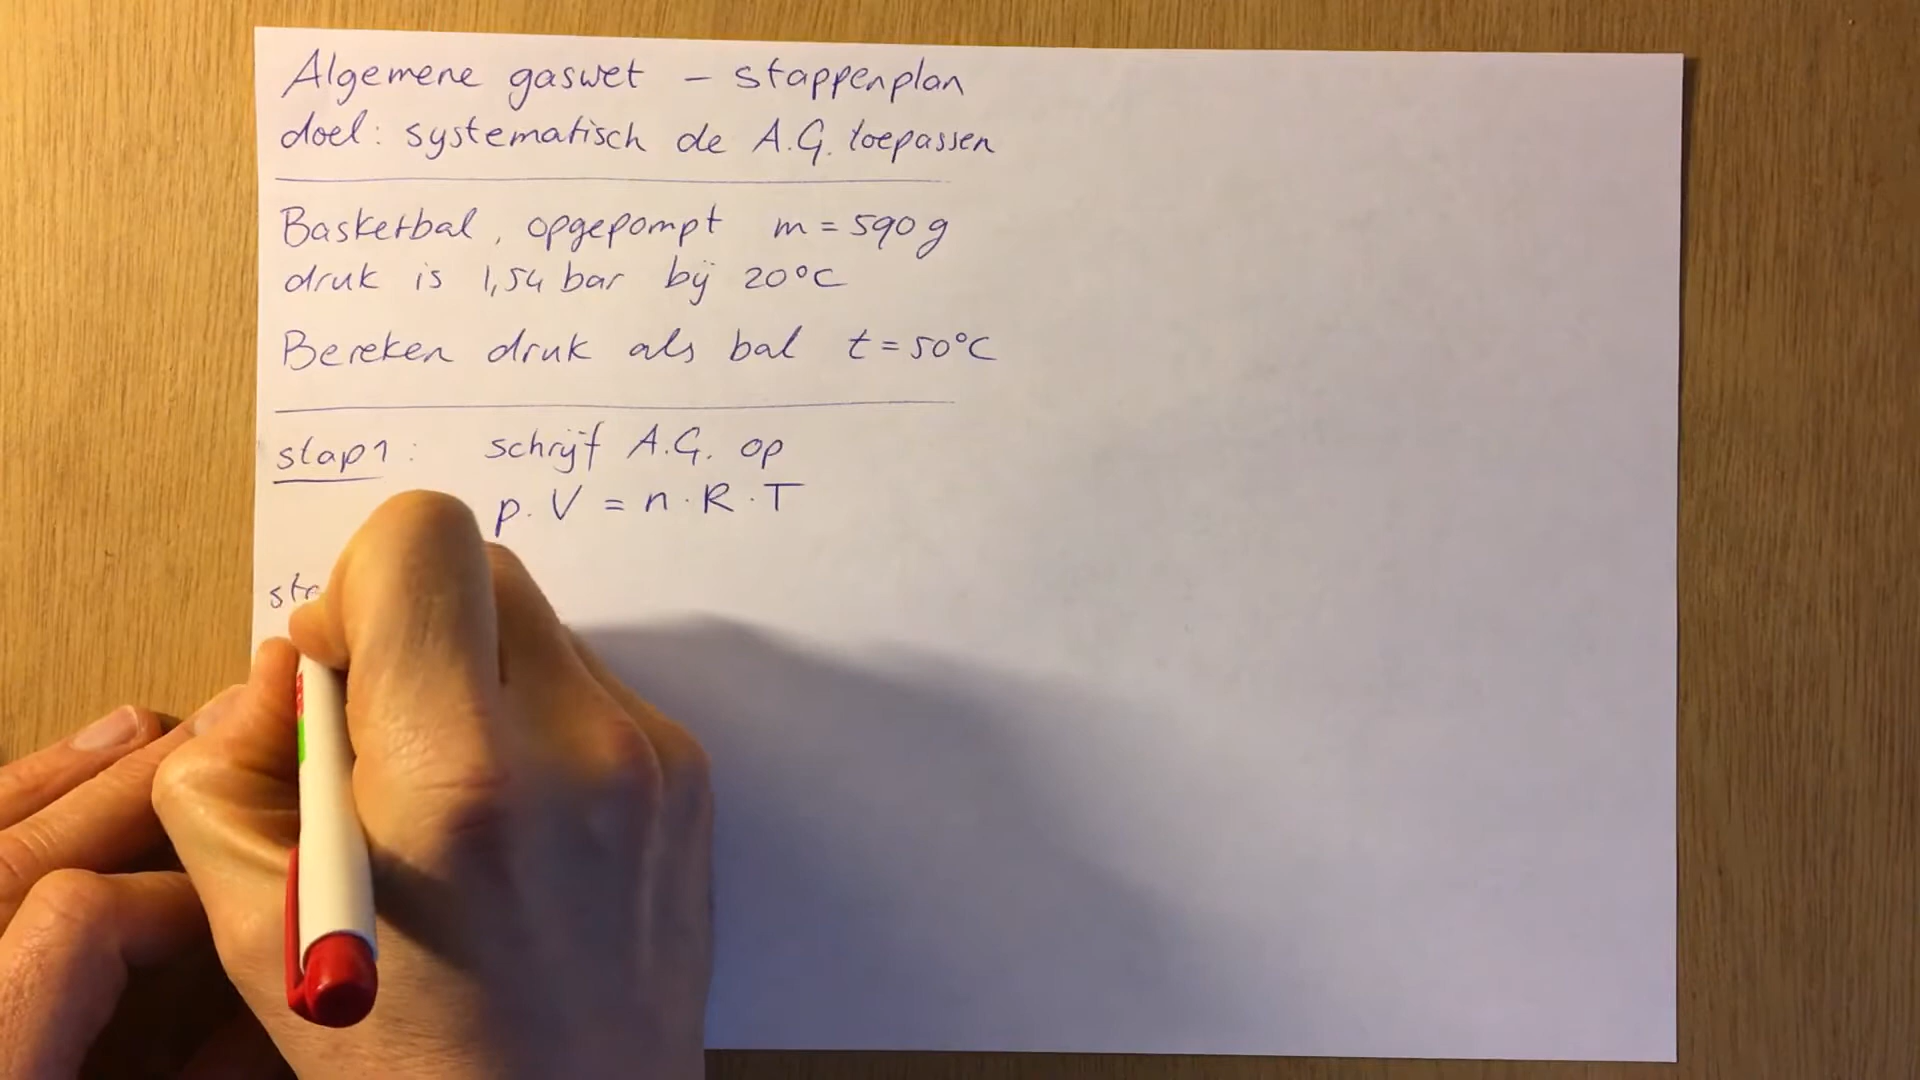 Algemene gaswet - stappenplan
doel: systematisch de A.G. toepassen
Basketbal, opgepompt m = 590 g
druk is 1,54 bar bij 20°C
Bereken druk als bal t = 50°C
stap 1: schrijf A.G. op
p. V = n · R · T